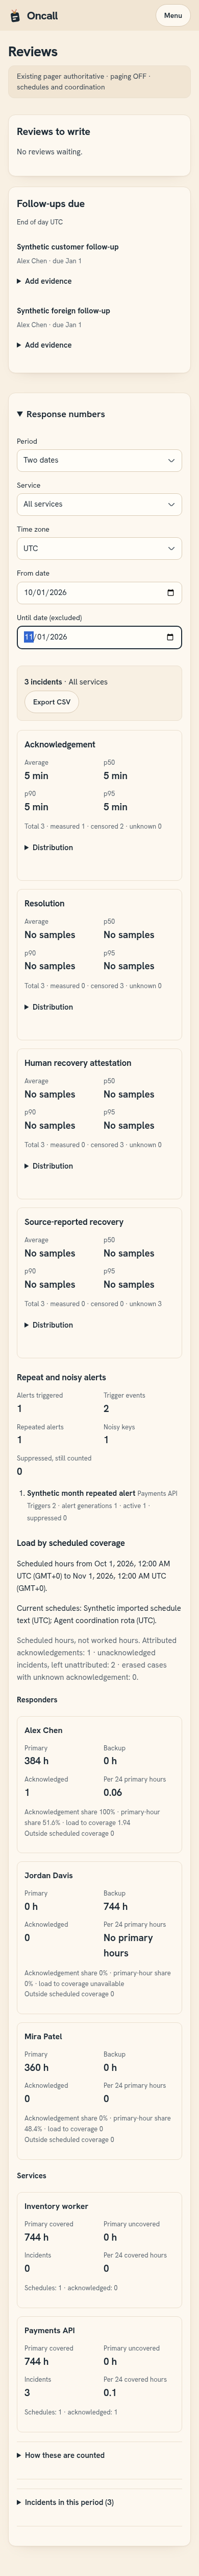 Oncall
Menu
Reviews
Existing pager authoritative · paging OFF ·
schedules and coordination
Reviews to write
No reviews waiting.
Follow-ups due
End of day UTC
Synthetic customer follow-up
Alex Chen · due Jan 1
Add evidence
Synthetic foreign follow-up
Alex Chen · due Jan 1
Add evidence
Response numbers
Period
Two dates
Service
All services
Time zone
UTC
From date
10/01/2026
Until date (excluded)
11/01/2026
3 incidents · All services
Export CSV
Acknowledgement
Average p50
5 min 5 min
p90 p95
5 min 5 min
Total 3 · measured 1 · censored 2 · unknown 0
Distribution
Resolution
Average p50
No samples No samples
p90 p95
No samples No samples
Total 3 · measured 0 · censored 3 · unknown 0
Distribution
Human recovery attestation
Average p50
No samples No samples
p90 p95
No samples No samples
Total 3 · measured 0 · censored 3 · unknown 0
Distribution
Source-reported recovery
Average p50
No samples No samples
p90 p95
No samples No samples
Total 3 · measured 0 · censored 0 · unknown 3
Distribution
Repeat and noisy alerts
Alerts triggered Trigger events
1 2
Repeated alerts Noisy keys
1 1
Suppressed, still counted
0
1. Synthetic month repeated alert Payments API
Triggers 2 · alert generations 1 · active 1 ·
suppressed 0
Load by scheduled coverage
Scheduled hours from Oct 1, 2026, 12:00 AM
UTC (GMT+0) to Nov 1, 2026, 12:00 AM UTC
(GMT+0).
Current schedules: Synthetic imported schedule
text (UTC); Agent coordination rota (UTC).
Scheduled hours, not worked hours. Attributed
acknowledgements: 1 · unacknowledged
incidents, left unattributed: 2 · erased cases
with unknown acknowledgement: 0.
Responders
Alex Chen
Primary Backup
384 h 0 h
Acknowledged Per 24 primary hours
1 0.06
Acknowledgement share 100% · primary-hour
share 51.6% · load to coverage 1.94
Outside scheduled coverage 0
Jordan Davis
Primary Backup
0 h 744 h
Acknowledged Per 24 primary hours
0 No primary
hours
Acknowledgement share 0% · primary-hour share
0% · load to coverage unavailable
Outside scheduled coverage 0
Mira Patel
Primary Backup
360 h 0 h
Acknowledged Per 24 primary hours
0 0
Acknowledgement share 0% · primary-hour share
48.4% · load to coverage 0
Outside scheduled coverage 0
Services
Inventory worker
Primary covered Primary uncovered
744 h 0 h
Incidents Per 24 covered hours
0 0
Schedules: 1 · acknowledged: 0
Payments API
Primary covered Primary uncovered
744 h 0 h
Incidents Per 24 covered hours
3 0.1
Schedules: 1 · acknowledged: 1
How these are counted
Incidents in this period (3)